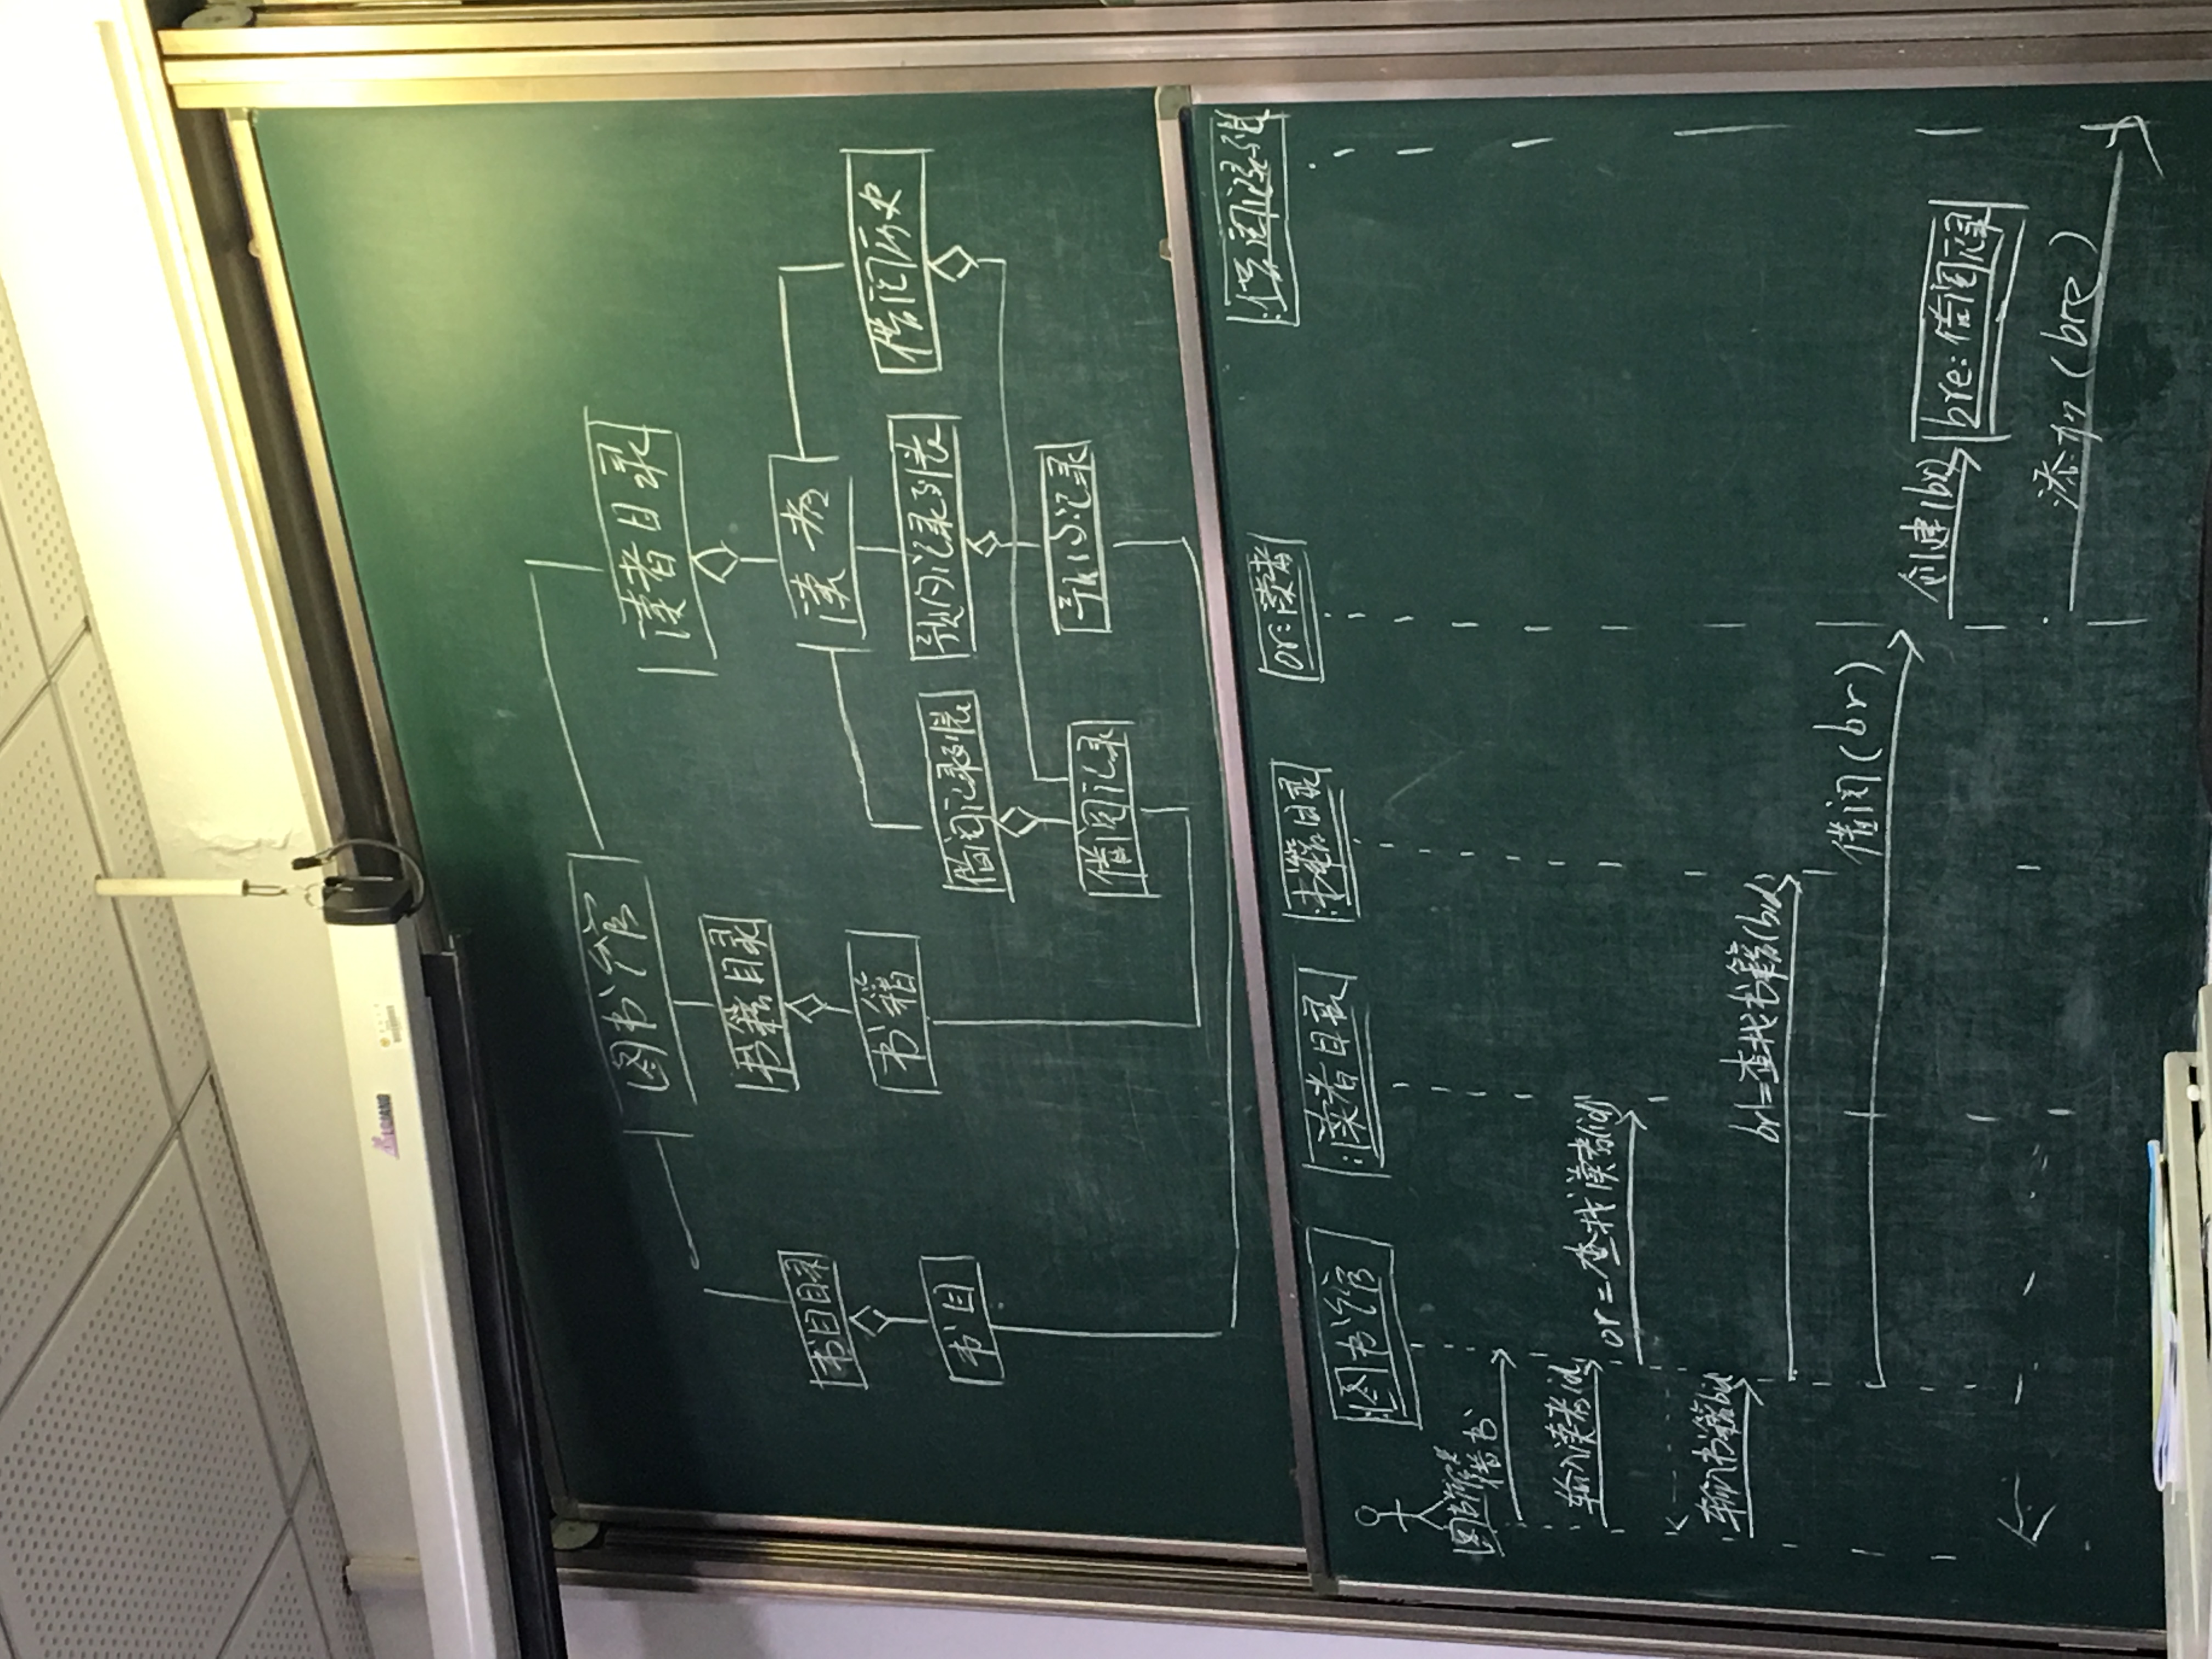 LIJIANG
图书馆
读者目录
书籍目录
书目目录
读者
书籍
借阅历史
书目
借阅记录列表
预约记录列表
借阅记录
预约记录
:图书馆
:读者目录
:书籍目录
or:读者
:借阅记录列表
图书管理员
借书
输入读者id
or=查找读者(id)
输入书籍bid
br=查找书籍(bid)
借阅(br)
创建(br)
bre:借阅记录
添加(bre)